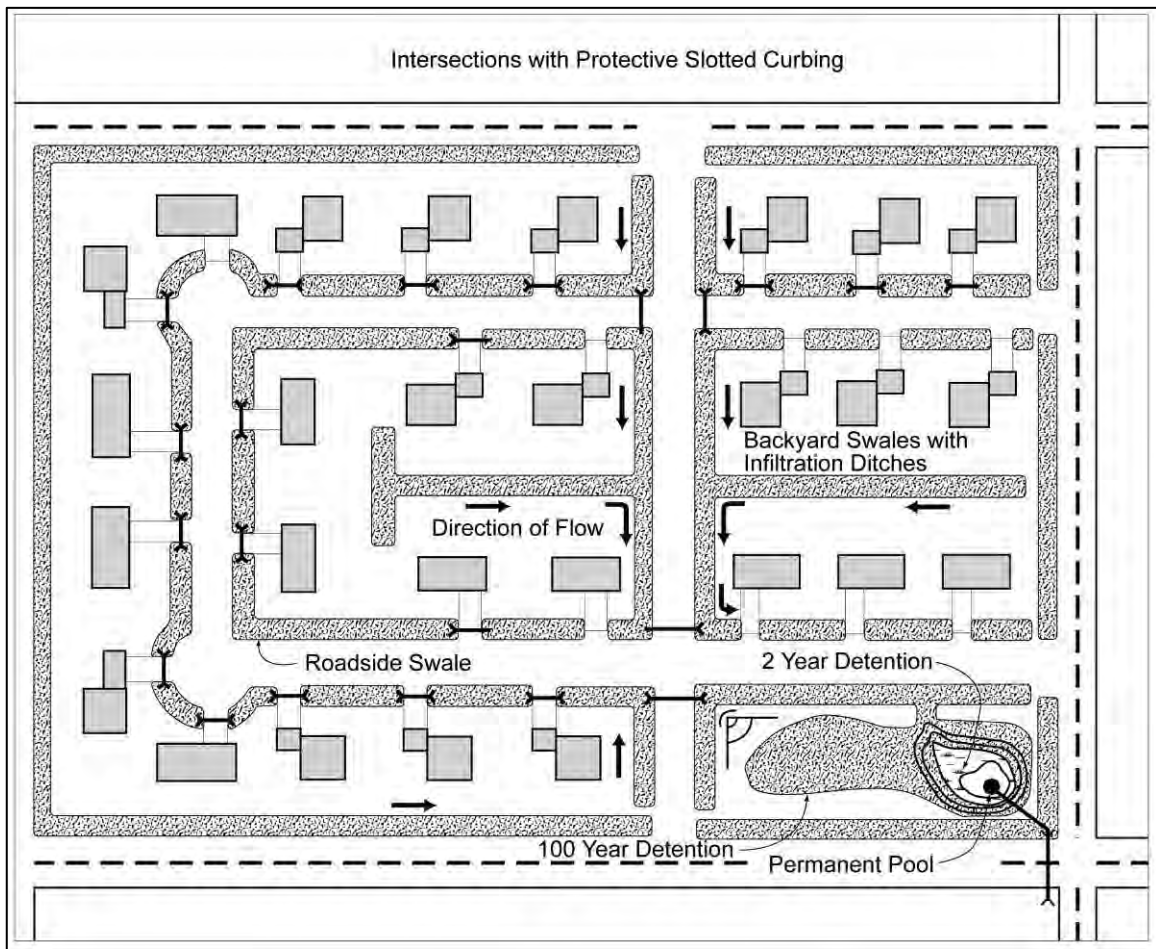 Intersections with Protective Slotted Curbing
Backyard Swales with
Infiltration Ditches
Direction of Flow
Roadside Swale
2 Year Detention
100 Year Detention
Permanent Pool